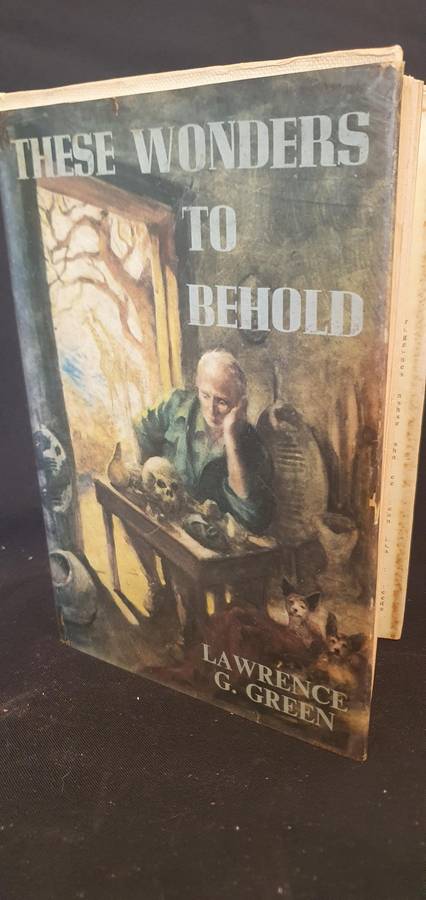 THESE WONDERS
TO
BEHOLD
LAWRENCE
G. GREEN